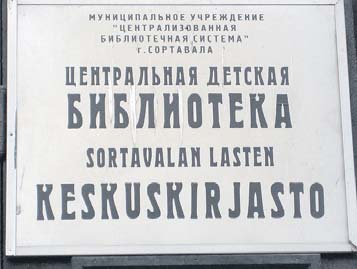 МУНИЦИПАЛЬНОЕ УЧРЕЖДЕНИЕ
"ЦЕНТРАЛИЗОВАННАЯ
БИБЛИОТЕЧНАЯ СИСТЕМА"
г. СОРТАВАЛА
ЦЕНТРАЛЬНАЯ ДЕТСКАЯ
БИБЛИОТЕКА
SORTAVALAN LASTEN
KESKUSKIRJASTO